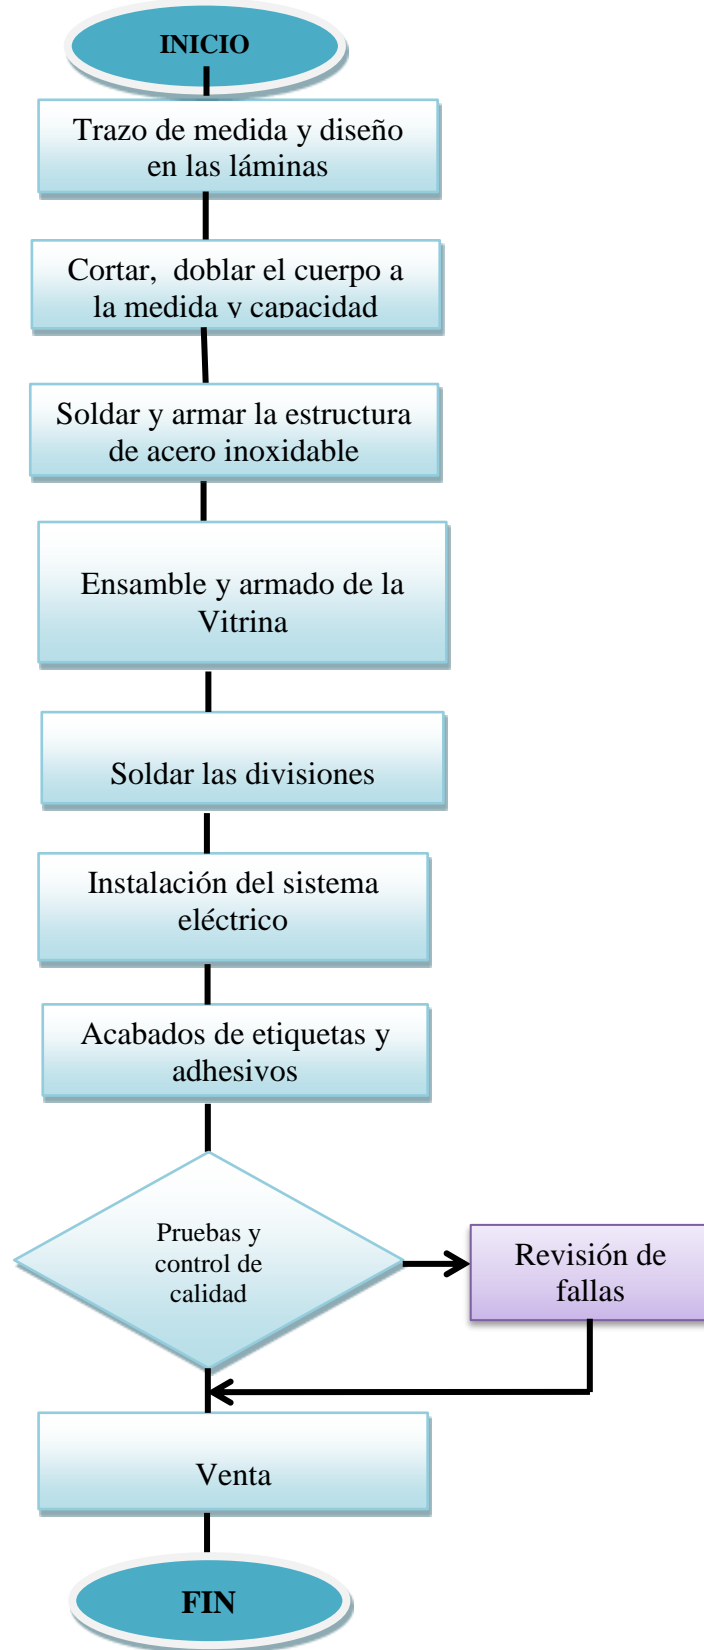 INICIO
Trazo de medida y diseño
en las láminas
Cortar, doblar el cuerpo a
la medida y capacidad
Soldar y armar la estructura
de acero inoxidable
Ensamble y armado de la
Vitrina
Soldar las divisiones
Instalación del sistema
eléctrico
Acabados de etiquetas y
adhesivos
Pruebas y
control de
calidad
Revisión de
fallas
Venta
FIN